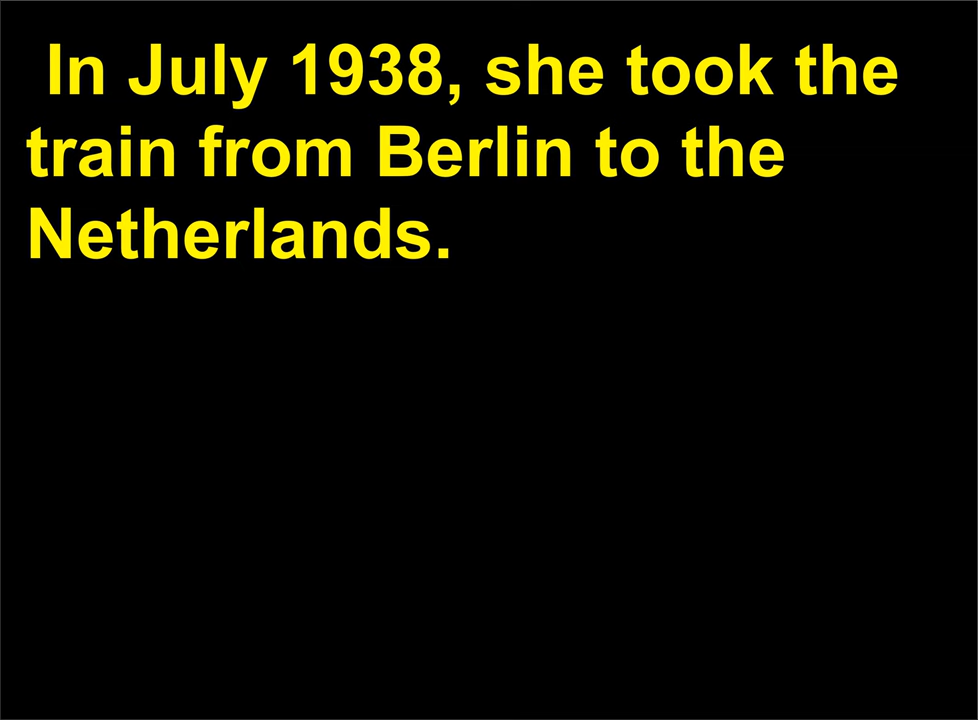 In July 1938, she took the
train from Berlin to the
Netherlands.